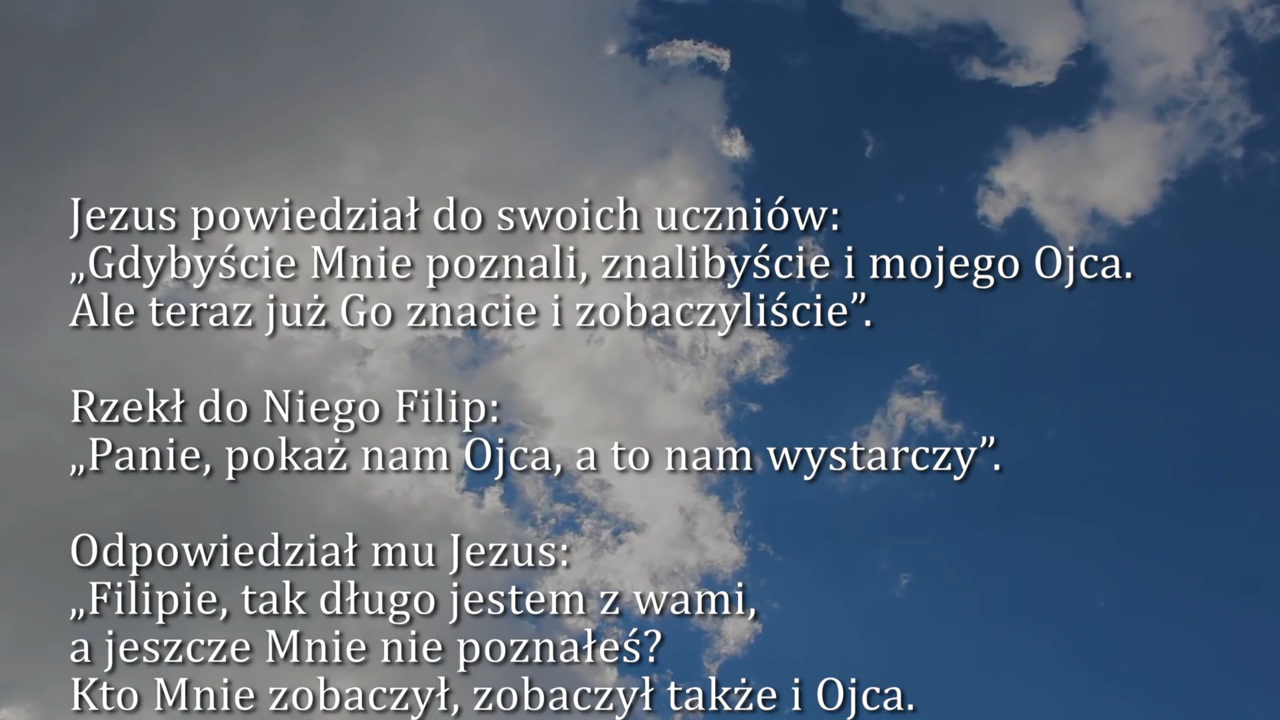 Jezus powiedział do swoich uczniów:
„Gdybyście Mnie poznali, znalibyście i mojego Ojca.
Ale teraz już Go znacie i zobaczyliście”.
Rzekł do Niego Filip:
„Panie, pokaż nam Ojca, a to nam wystarczy”.
Odpowiedział mu Jezus:
„Filipie, tak długo jestem z wami,
a jeszcze Mnie nie poznałeś?
Kto Mnie zobaczył, zobaczył także i Ojca.